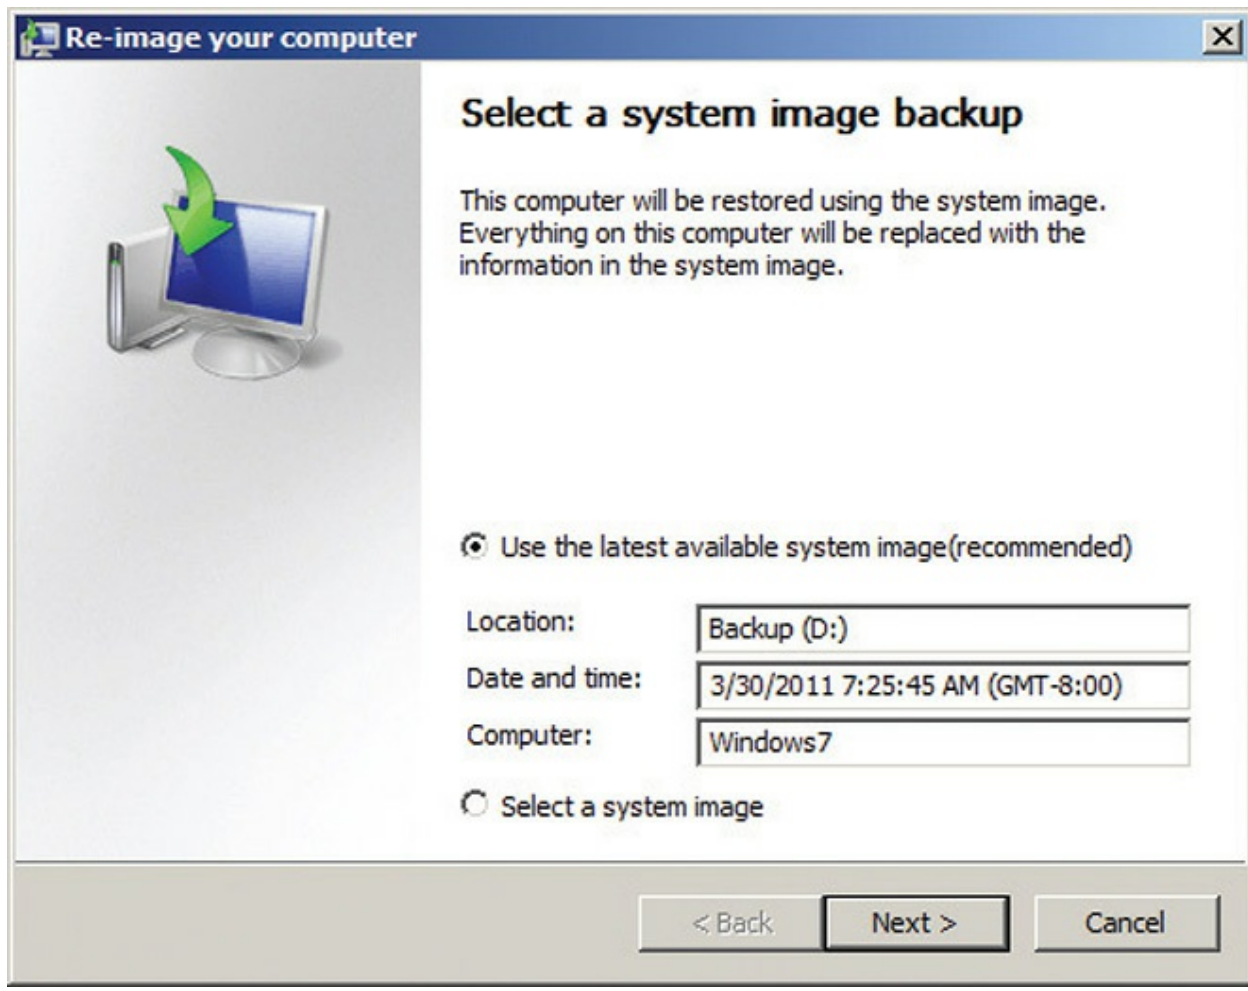 Re-image your computer
Select a system image backup
This computer will be restored using the system image.
Everything on this computer will be replaced with the
information in the system image.
Use the latest available system image(recommended)
Location: Backup (D:)
Date and time: 3/30/2011 7:25:45 AM (GMT-8:00)
Computer: Windows7
Select a system image
< Back Next > Cancel